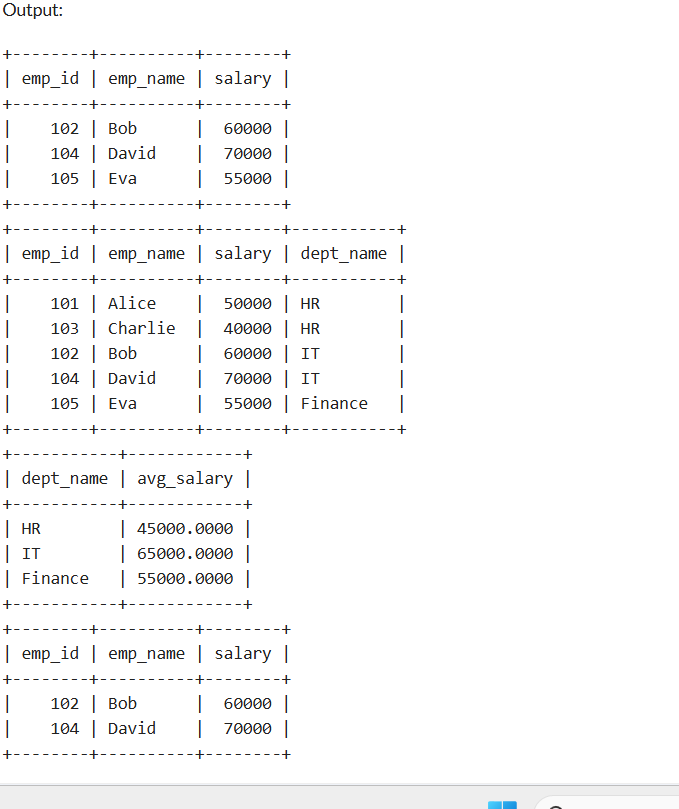 Output:
+--------+----------+--------+
| emp_id | emp_name | salary |
+--------+----------+--------+
|    102 | Bob      |  60000 |
|    104 | David    |  70000 |
|    105 | Eva      |  55000 |
+--------+----------+--------+
+--------+----------+--------+-----------+
| emp_id | emp_name | salary | dept_name |
+--------+----------+--------+-----------+
|    101 | Alice    |  50000 | HR        |
|    103 | Charlie  |  40000 | HR        |
|    102 | Bob      |  60000 | IT        |
|    104 | David    |  70000 | IT        |
|    105 | Eva      |  55000 | Finance   |
+--------+----------+--------+-----------+
+-----------+------------+
| dept_name | avg_salary |
+-----------+------------+
| HR        | 45000.0000 |
| IT        | 65000.0000 |
| Finance   | 55000.0000 |
+-----------+------------+
+--------+----------+--------+
| emp_id | emp_name | salary |
+--------+----------+--------+
|    102 | Bob      |  60000 |
|    104 | David    |  70000 |
+--------+----------+--------+